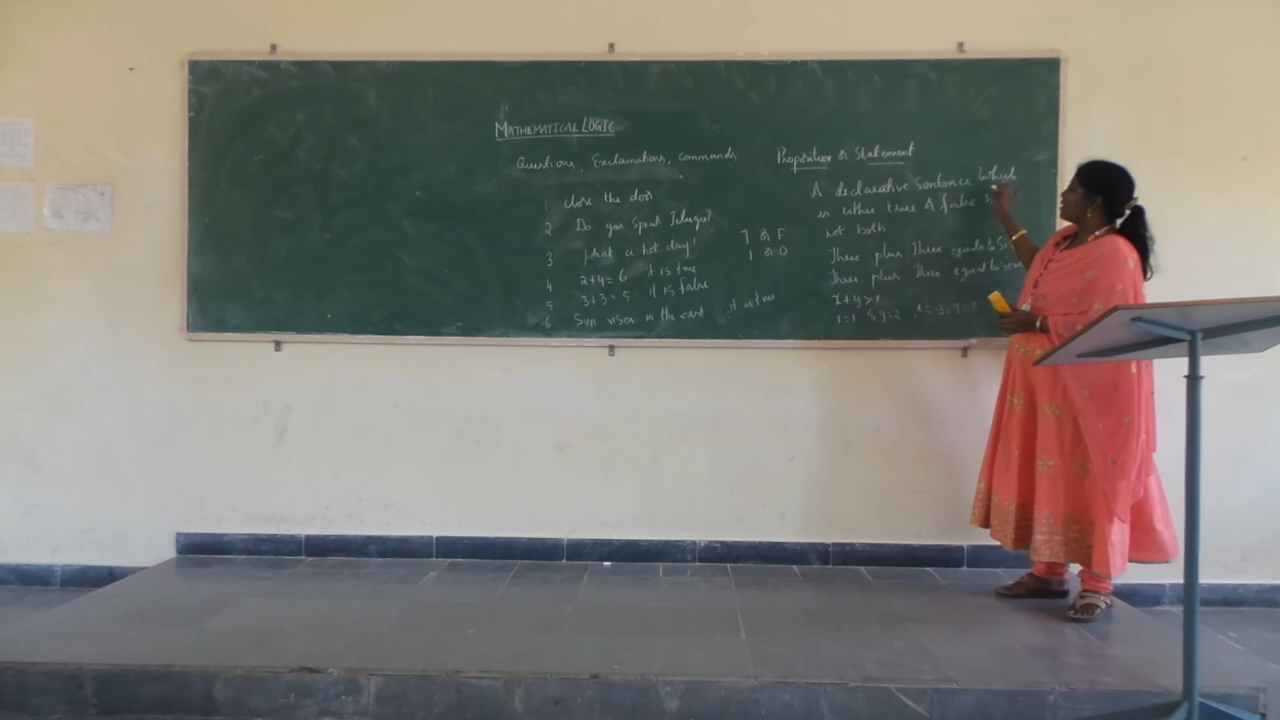 MATHEMATICAL LOGIC
Questions, Exclamations, commands
1 close the door
2 Do you Speak Telugu?
3 What a hot day!
4 2+4=6 it is true
5 3+3=5 it is false
6 Sun rises in the east it is true
T or F
1 or 0
Proposition or Statement
A declarative Sentence which
is either true or false
not both
Three plus Three equals to
Three plus Three equal to
x+y>1
x=1 y=2